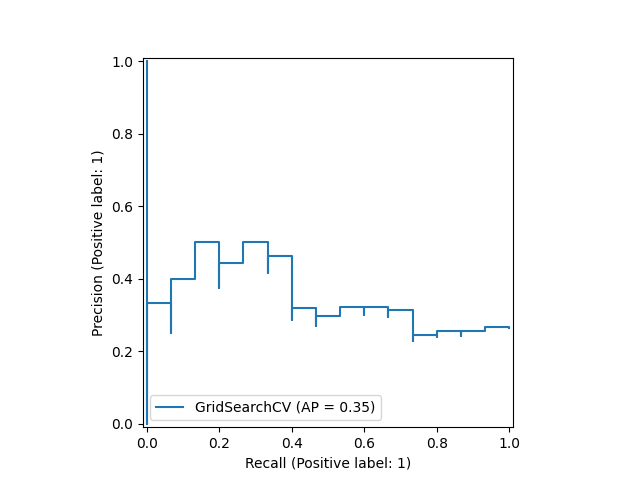 1.0
0.8
0.6
0.4
0.2
0.0
Precision (Positive label: 1)
GridSearchCV (AP = 0.35)
0.0 0.2 0.4 0.6 0.8 1.0
Recall (Positive label: 1)